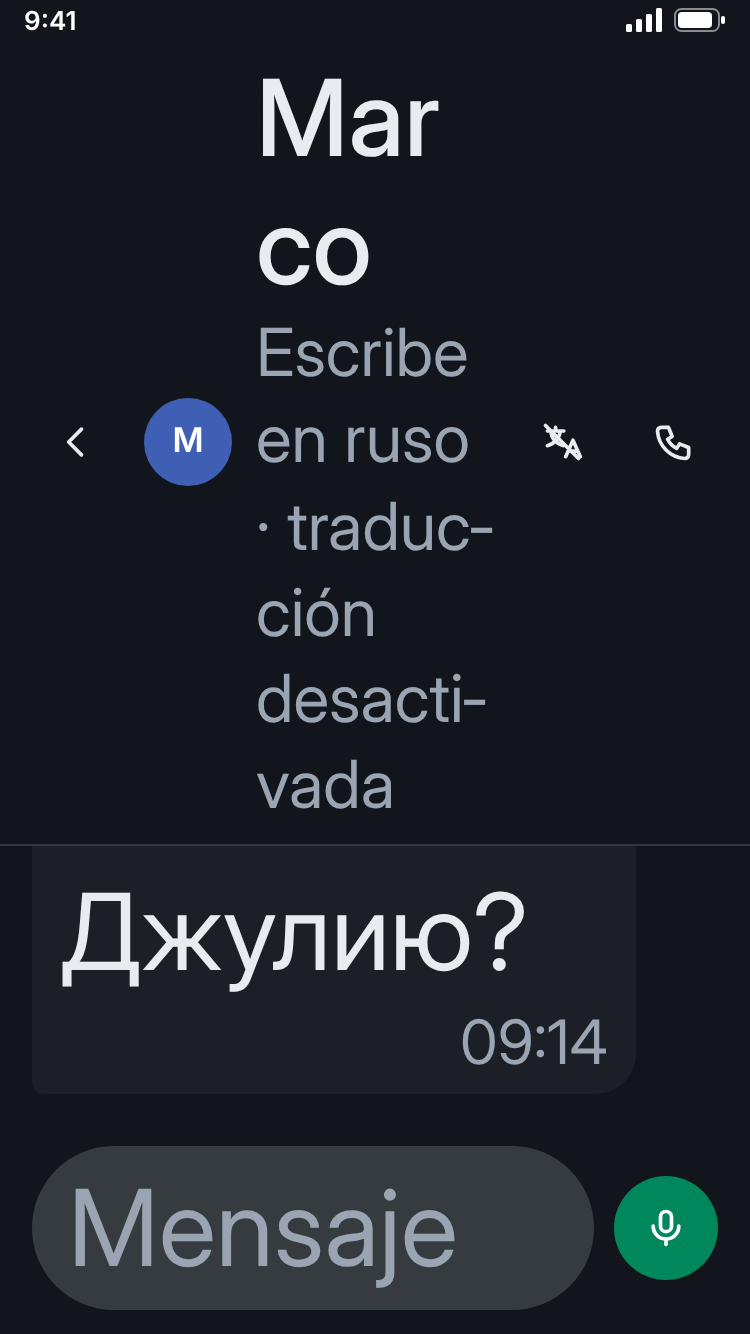 9:41
Mar
co
Escribe
en ruso
· traduc-
ción
desacti-
vada
M
Джулию?
09:14
Mensaje